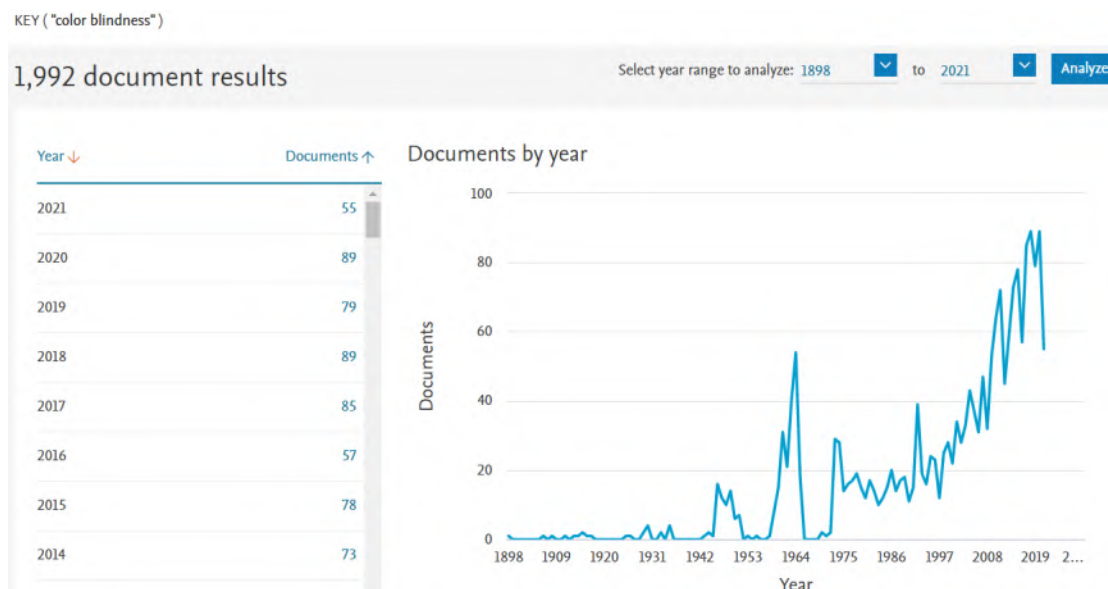 KEY ( "color blindness" )
1,992 document results
Select year range to analyze: 1898 to 2021 Analyze
Year Documents
2021 55
2020 89
2019 79
2018 89
2017 85
2016 57
2015 78
2014 73
Documents by year
100
80
60
40
20
0
Documents
1898 1909 1920 1931 1942 1953 1964 1975 1986 1997 2008 2019 2...
Year